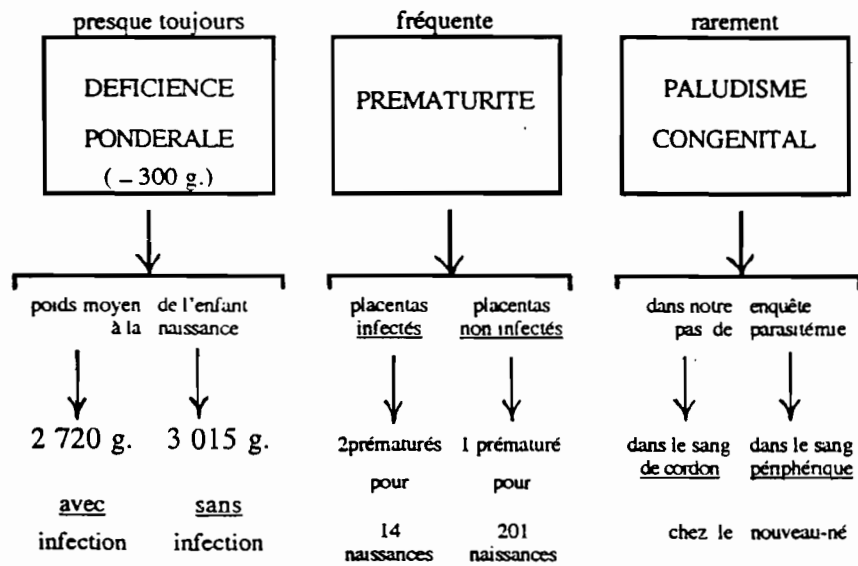 presque toujours
DEFICIENCE
PONDERALE
( – 300 g.)
poids moyen de l'enfant
à la naissance
2 720 g. 3 015 g.
avec sans
infection infection
fréquente
PREMATURITE
placentas placentas
infectés non infectés
2prématurés 1 prématuré
pour pour
14 201
naissances naissances
rarement
PALUDISME
CONGENITAL
dans notre enquête
pas de parasitémie
dans le sang dans le sang
de cordon périphérique
chez le nouveau-né